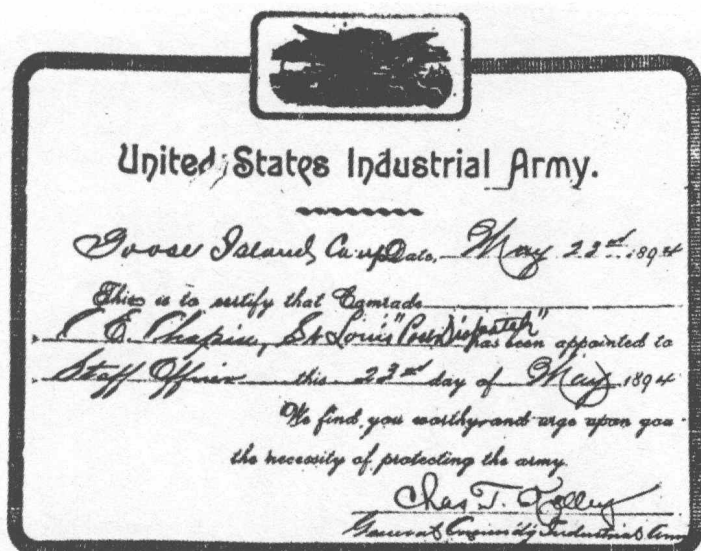 United States Industrial Army.
Goose Island Camp Date, May 23rd 1894
This is to certify that Comrade
C E. Chapin, St Louis "Post Dispatch" has been appointed to
Staff Officer this 23rd day of May 1894
We find you worthy and urge upon you
the necessity of protecting the army.
Chas T. Kelley
General Industrial Army